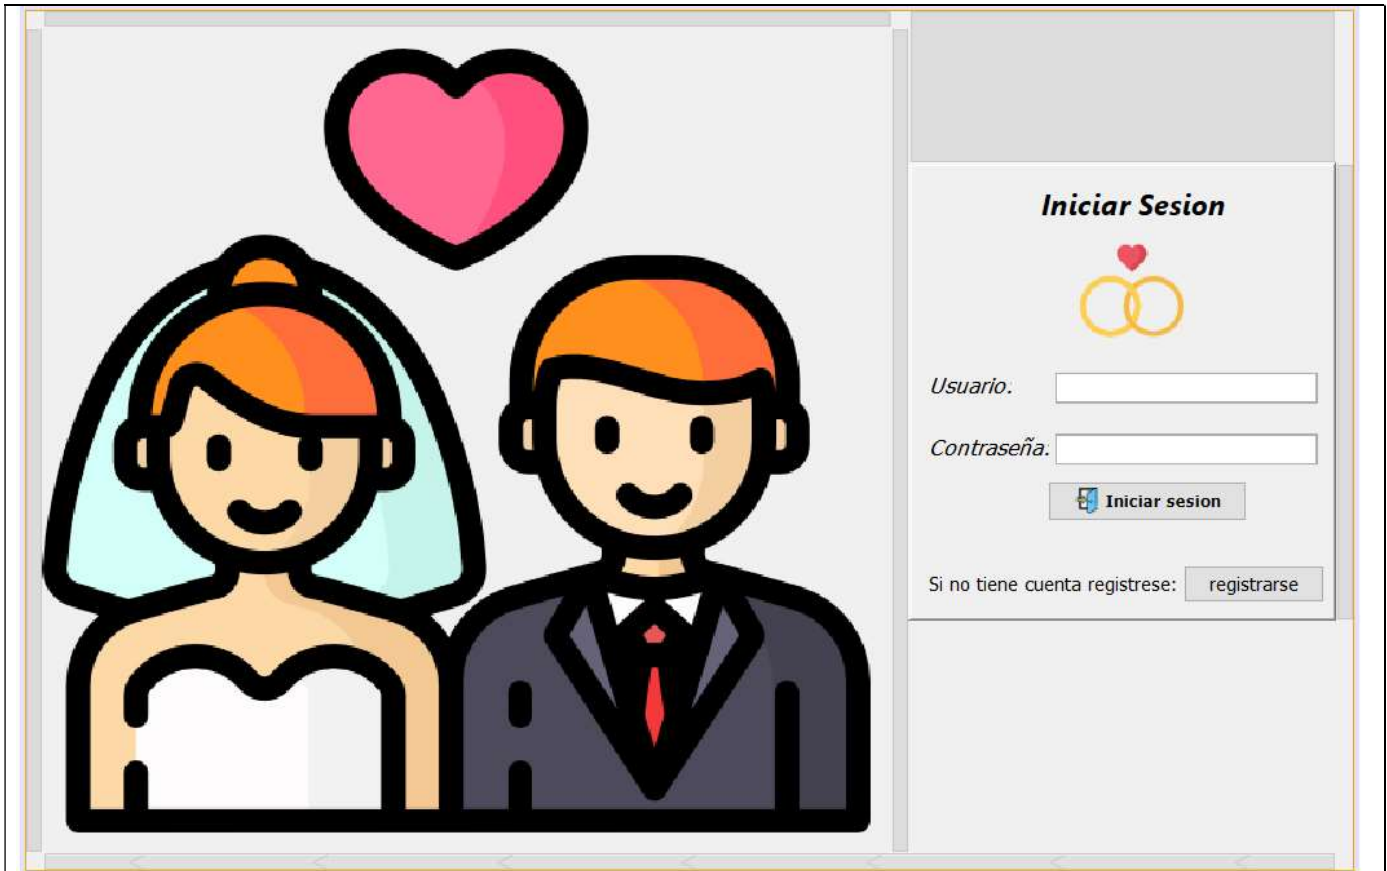 Iniciar Sesion
Usuario:
Contraseña:
Iniciar sesion
Si no tiene cuenta registrese: registrarse